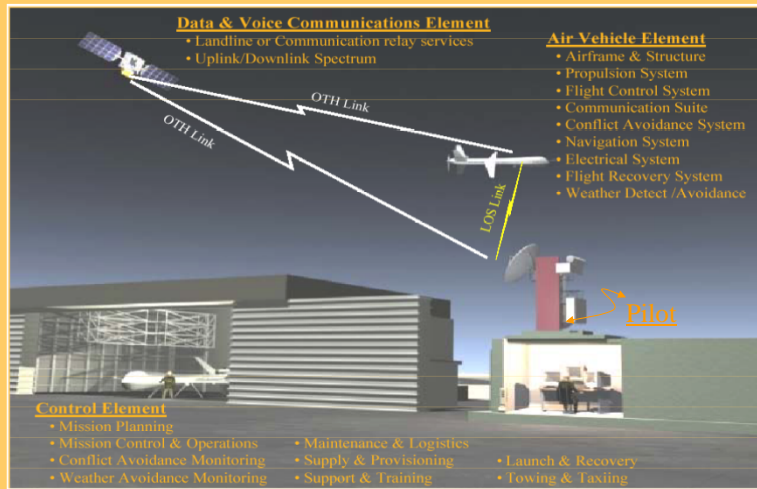 Data & Voice Communications Element
• Landline or Communication relay services
• Uplink/Downlink Spectrum
Air Vehicle Element
• Airframe & Structure
• Propulsion System
• Flight Control System
• Communication Suite
• Conflict Avoidance System
• Navigation System
• Electrical System
• Flight Recovery System
• Weather Detect /Avoidance
OTH Link
OTH Link
LOS Link
Pilot
Control Element
• Mission Planning
• Mission Control & Operations
• Conflict Avoidance Monitoring
• Weather Avoidance Monitoring
• Maintenance & Logistics
• Supply & Provisioning
• Support & Training
• Launch & Recovery
• Towing & Taxiing